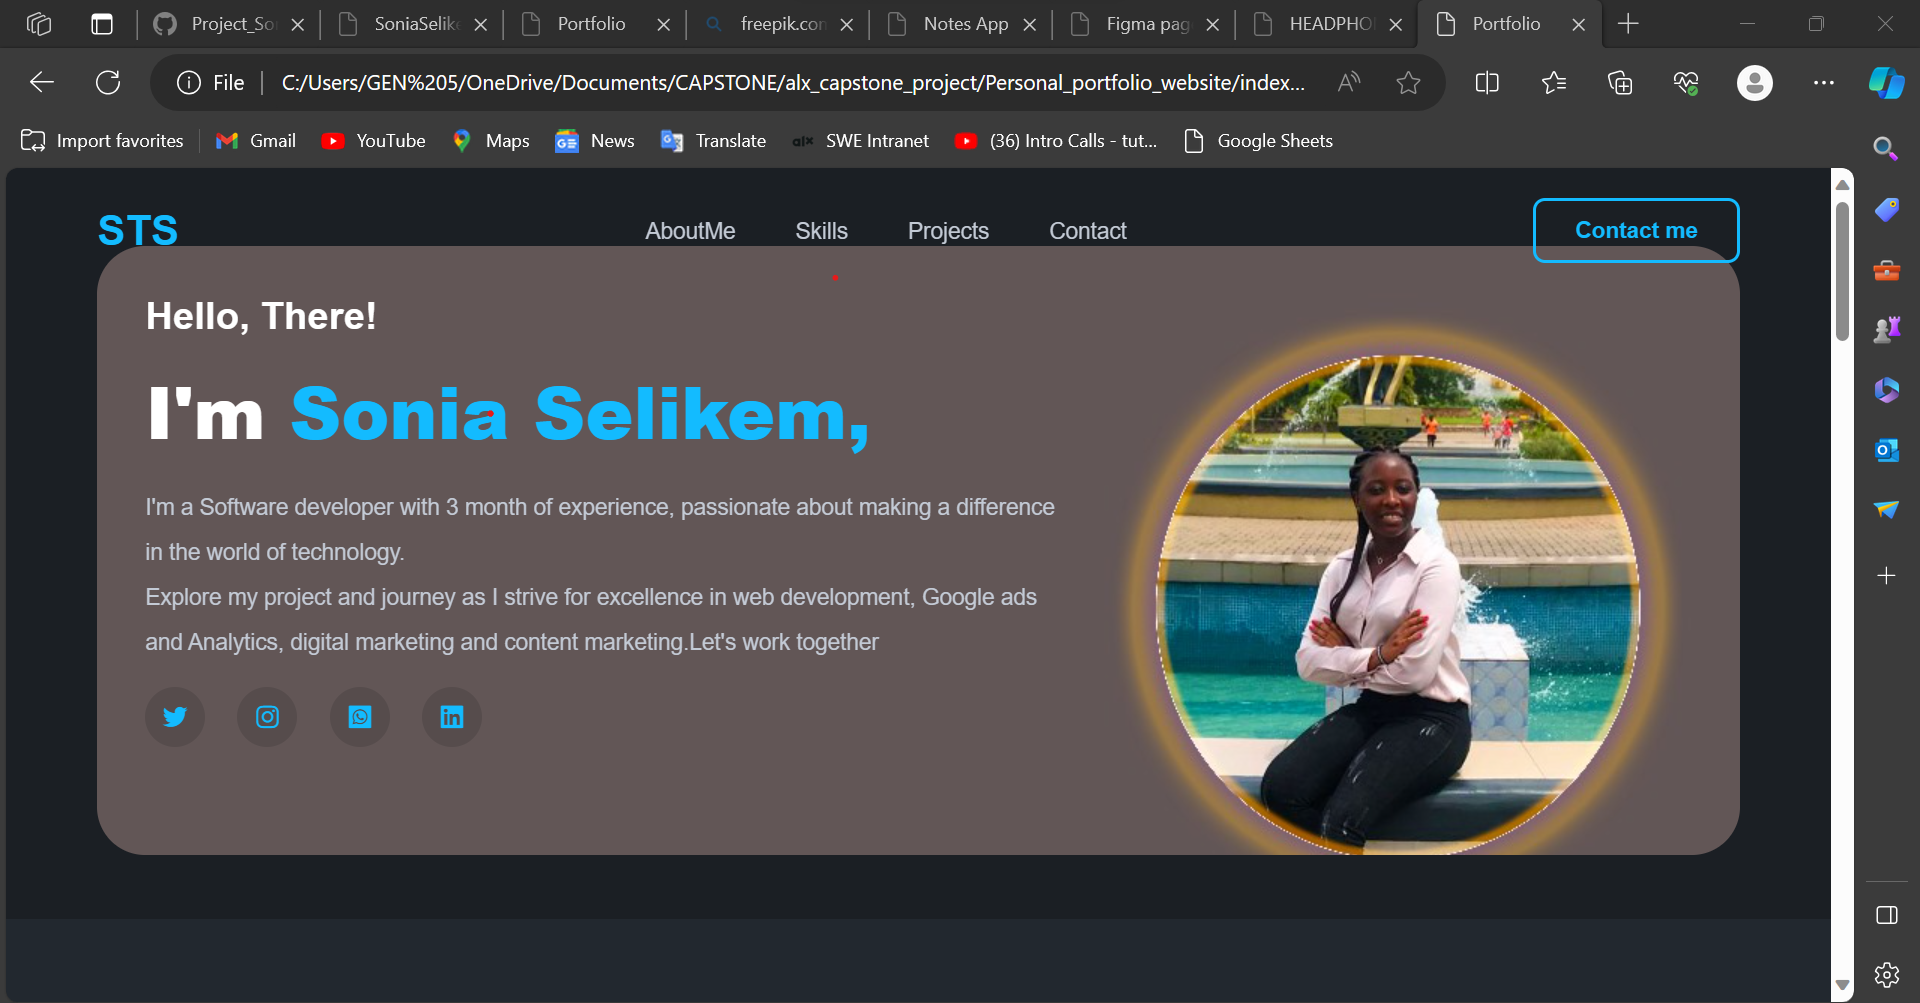 Project_So
SoniaSelike
Portfolio
freepik.con
Notes App
Figma pag
HEADPHO
Portfolio
File
C:/Users/GEN%205/OneDrive/Documents/CAPSTONE/alx_capstone_project/Personal_portfolio_website/index...
Import favorites
Gmail
YouTube
Maps
News
Translate
alx SWE Intranet
(36) Intro Calls - tut...
Google Sheets
STS
AboutMe
Skills
Projects
Contact
Contact me
Hello, There!
I'm Sonia Selikem,
I'm a Software developer with 3 month of experience, passionate about making a difference
in the world of technology.
Explore my project and journey as I strive for excellence in web development, Google ads
and Analytics, digital marketing and content marketing.Let's work together